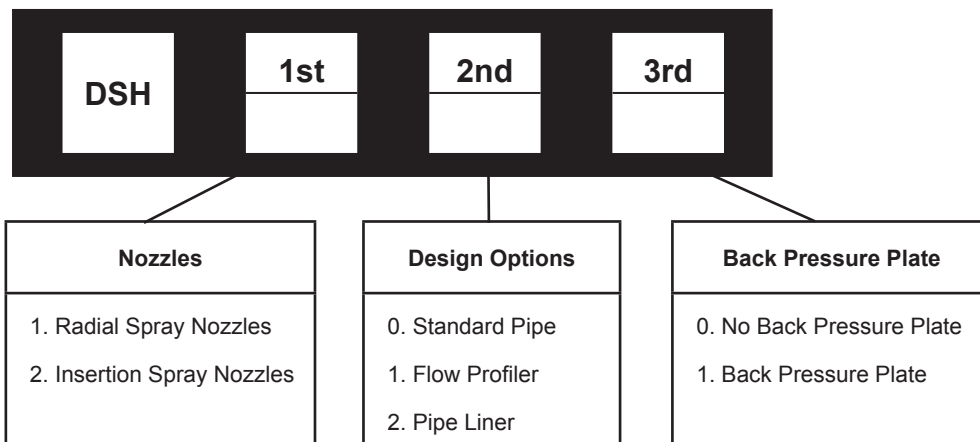 DSH
1st
2nd
3rd
Nozzles
1. Radial Spray Nozzles
2. Insertion Spray Nozzles
Design Options
0. Standard Pipe
1. Flow Profiler
2. Pipe Liner
Back Pressure Plate
0. No Back Pressure Plate
1. Back Pressure Plate